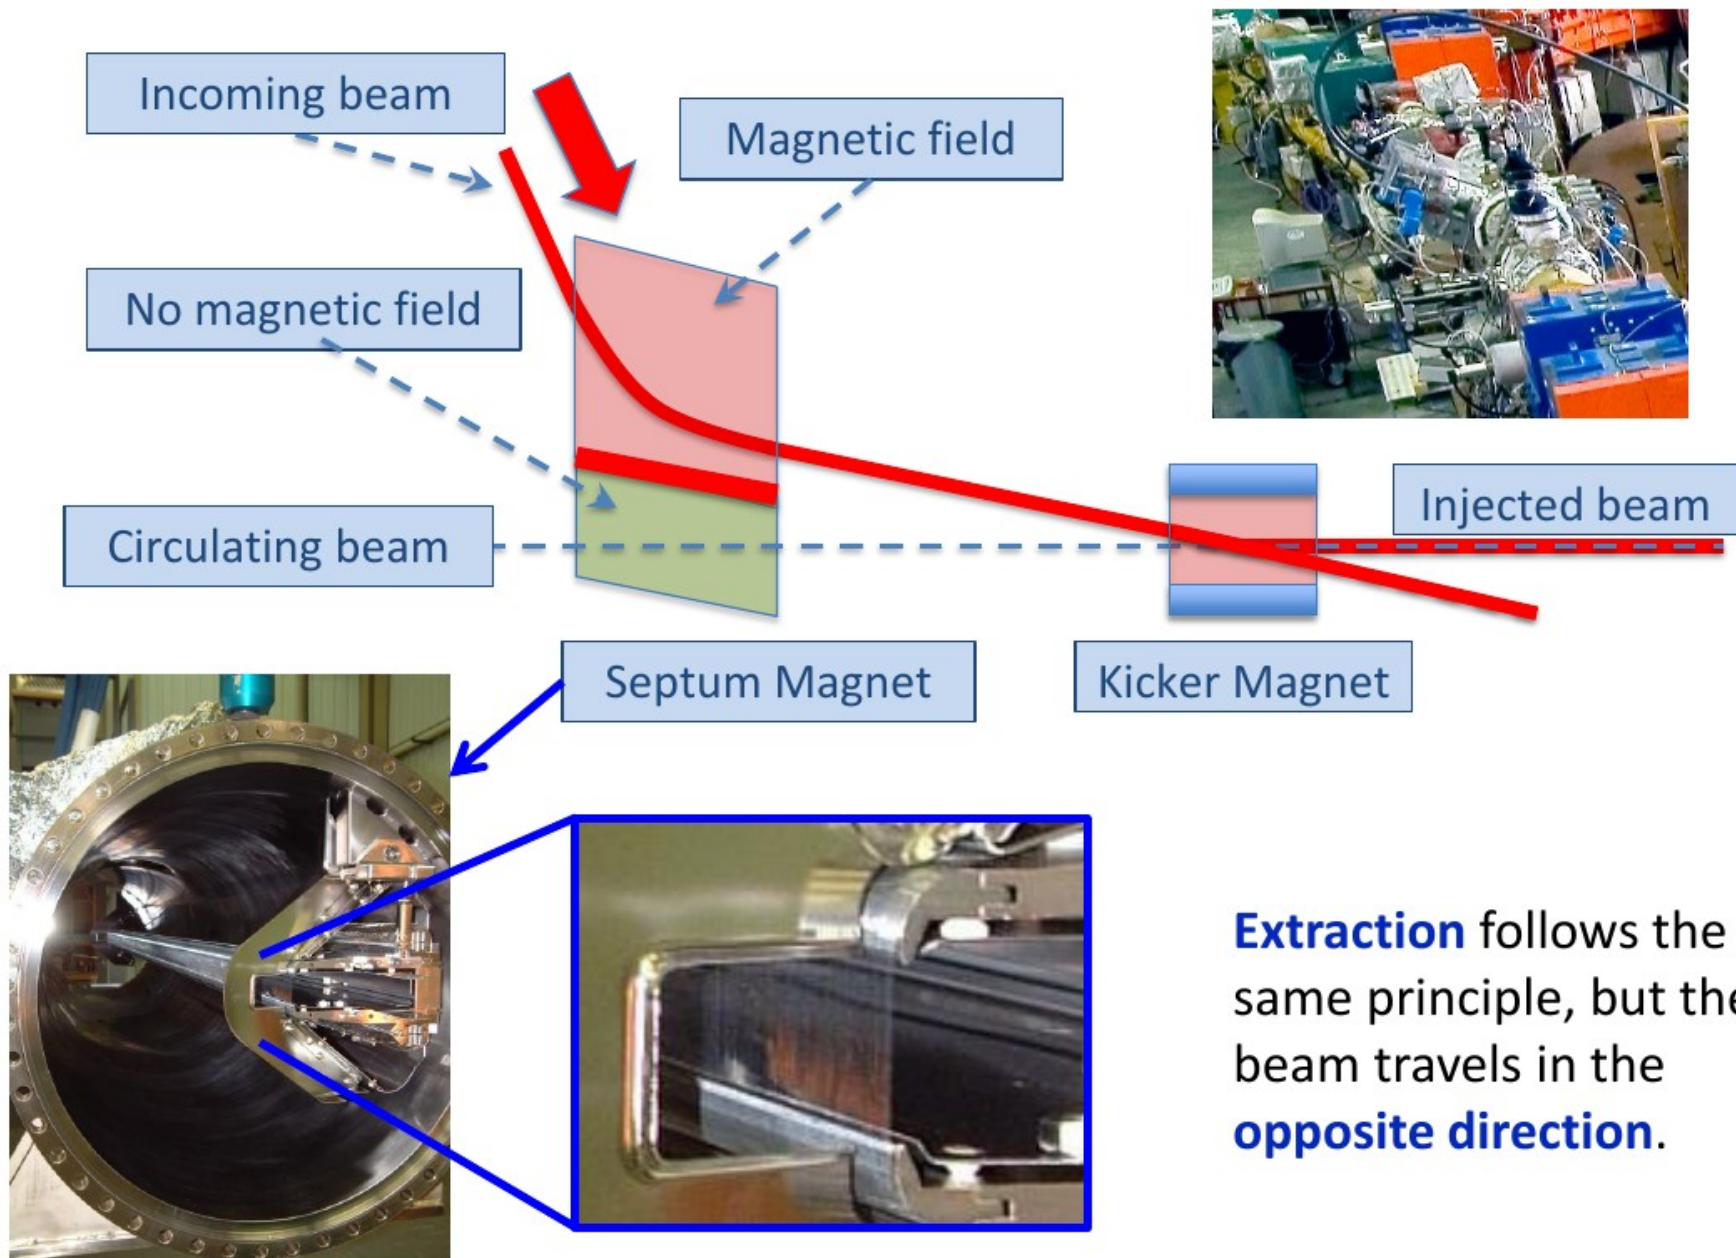 Incoming beam
Magnetic field
No magnetic field
Injected beam
Circulating beam
Septum Magnet
Kicker Magnet
Extraction follows the
same principle, but the
beam travels in the
opposite direction.